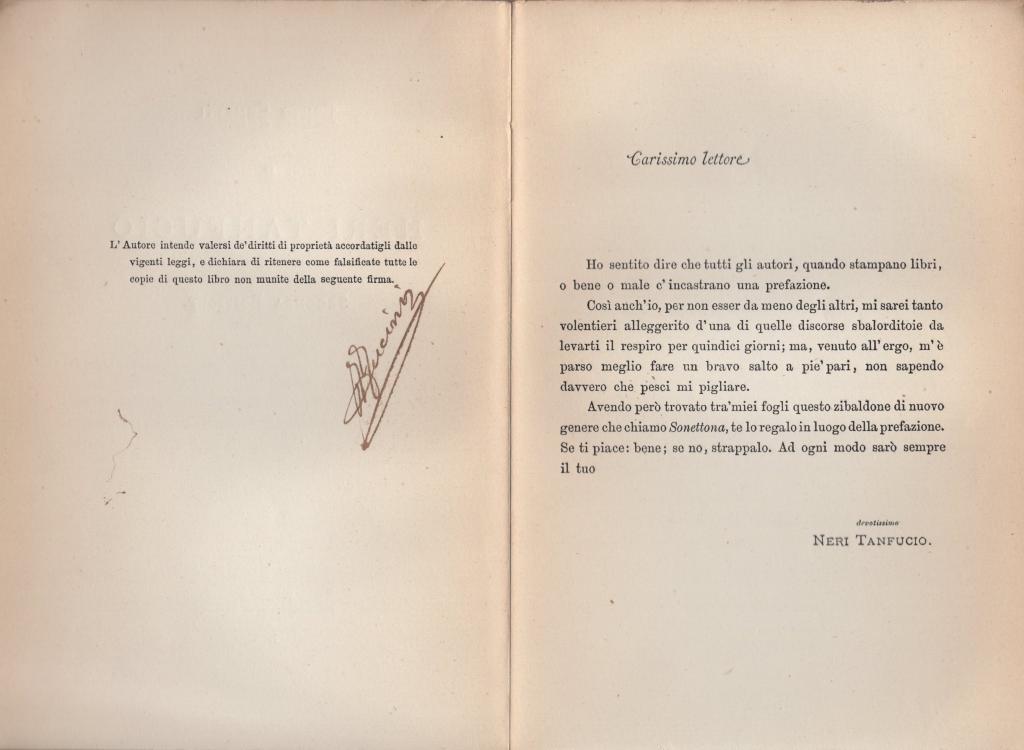 L' Autore intende valersi de' diritti di proprietà accordatigli dalle
vigenti leggi, e dichiara di ritenere come falsificate tutte le
copie di questo libro non munite della seguente firma.
RFucini
Carissimo lettore
Ho sentito dire che tutti gli autori, quando stampano libri,
o bene o male c' incastrano una prefazione.
Così anch'io, per non esser da meno degli altri, mi sarei tanto
volentieri alleggerito d'una di quelle discorse sbalorditoie da
levarti il respiro per quindici giorni; ma, venuto all' ergo, m' è
parso meglio fare un bravo salto a pie' pari, non sapendo
davvero che pesci mi pigliare.
Avendo però trovato tra' miei fogli questo zibaldone di nuovo
genere che chiamo Sonettona, te lo regalo in luogo della prefazione.
Se ti piace: bene; se no, strappalo. Ad ogni modo sarò sempre
il tuo
devotissimo
NERI TANFUCIO.